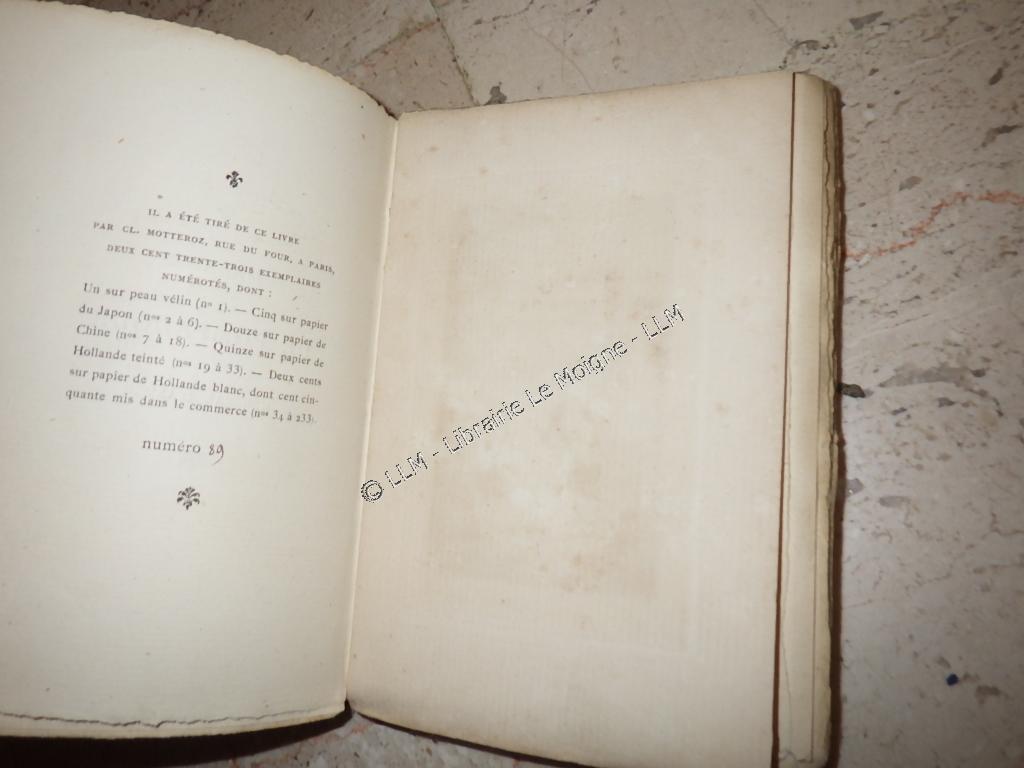 IL A ÉTÉ TIRÉ DE CE LIVRE
PAR CL. MOTTEROZ, RUE DU FOUR, A PARIS,
DEUX CENT TRENTE-TROIS EXEMPLAIRES
NUMÉROTÉS, DONT :
Un sur peau vélin (nº 1). — Cinq sur papier
du Japon (nos 2 à 6). — Douze sur papier de
Chine (nos 7 à 18). — Quinze sur papier de
Hollande teinté (nos 19 à 33). — Deux cents
sur papier de Hollande blanc, dont cent cin-
quante mis dans le commerce (nos 34 à 233).
numéro 89
© LLM - Librairie Le Moigne - LLM